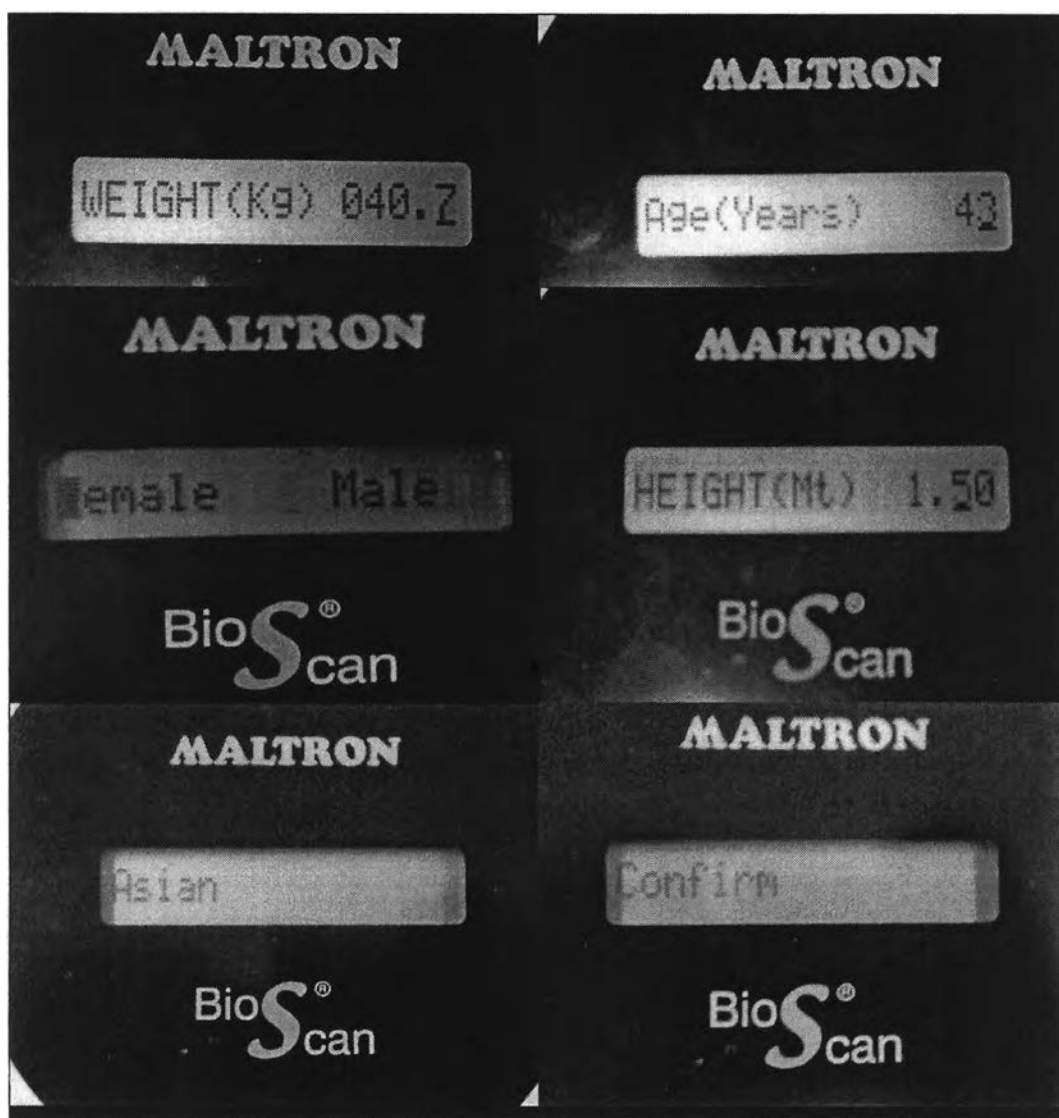 MALTRON
WEIGHT(Kg) 040.7
MALTRON
Age(Years) 43
MALTRON
emale Male
BioScan®
MALTRON
HEIGHT(Mt) 1.50
BioScan®
MALTRON
Asian
BioScan®
MALTRON
Confirm
BioScan®